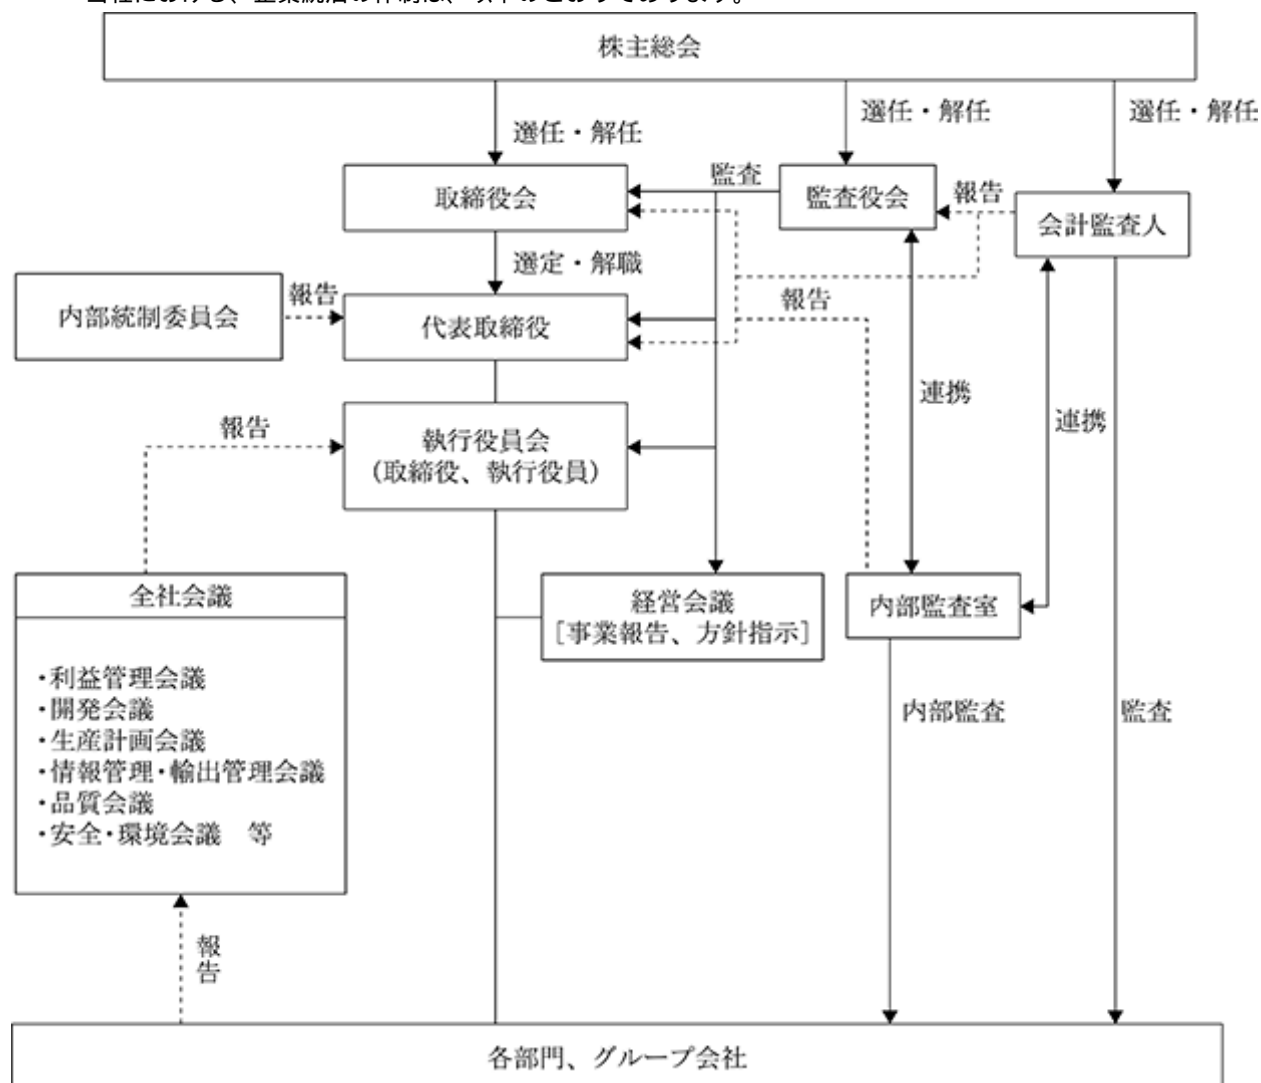 株主総会
選任・解任
選任・解任
選任・解任
取締役会
監査
監査役会
報告
会計監査人
選定・解職
内部統制委員会
報告
代表取締役
報告
連携
連携
報告
執行役員会
(取締役、執行役員)
全社会議
・利益管理会議
・開発会議
・生産計画会議
・情報管理・輸出管理会議
・品質会議
・安全・環境会議　等
経営会議
[事業報告、方針指示]
内部監査室
内部監査
監査
報告
各部門、グループ会社